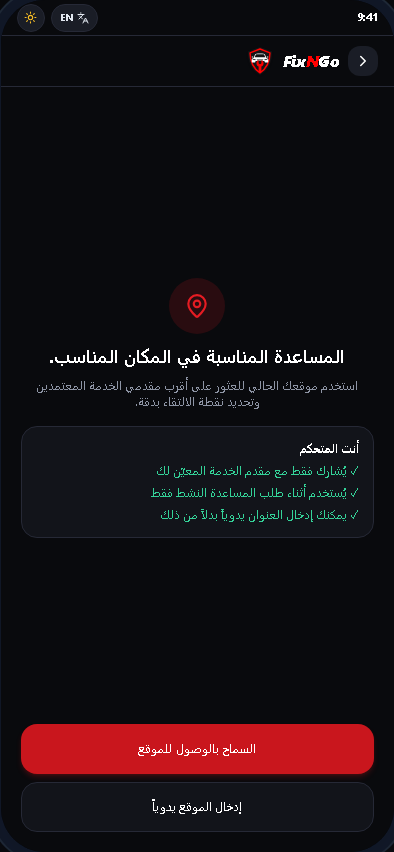 9:41
EN
FixNGo
المساعدة المناسبة في المكان المناسب.
استخدم موقعك الحالي للعثور على أقرب مقدمي الخدمة المعتمدين
وتحديد نقطة الالتقاء بدقة.
أنت المتحكم
✓ يُشارك فقط مع مقدم الخدمة المعيّن لك
✓ يُستخدم أثناء طلب المساعدة النشط فقط
✓ يمكنك إدخال العنوان يدوياً بدلاً من ذلك
السماح بالوصول للموقع
إدخال الموقع يدوياً